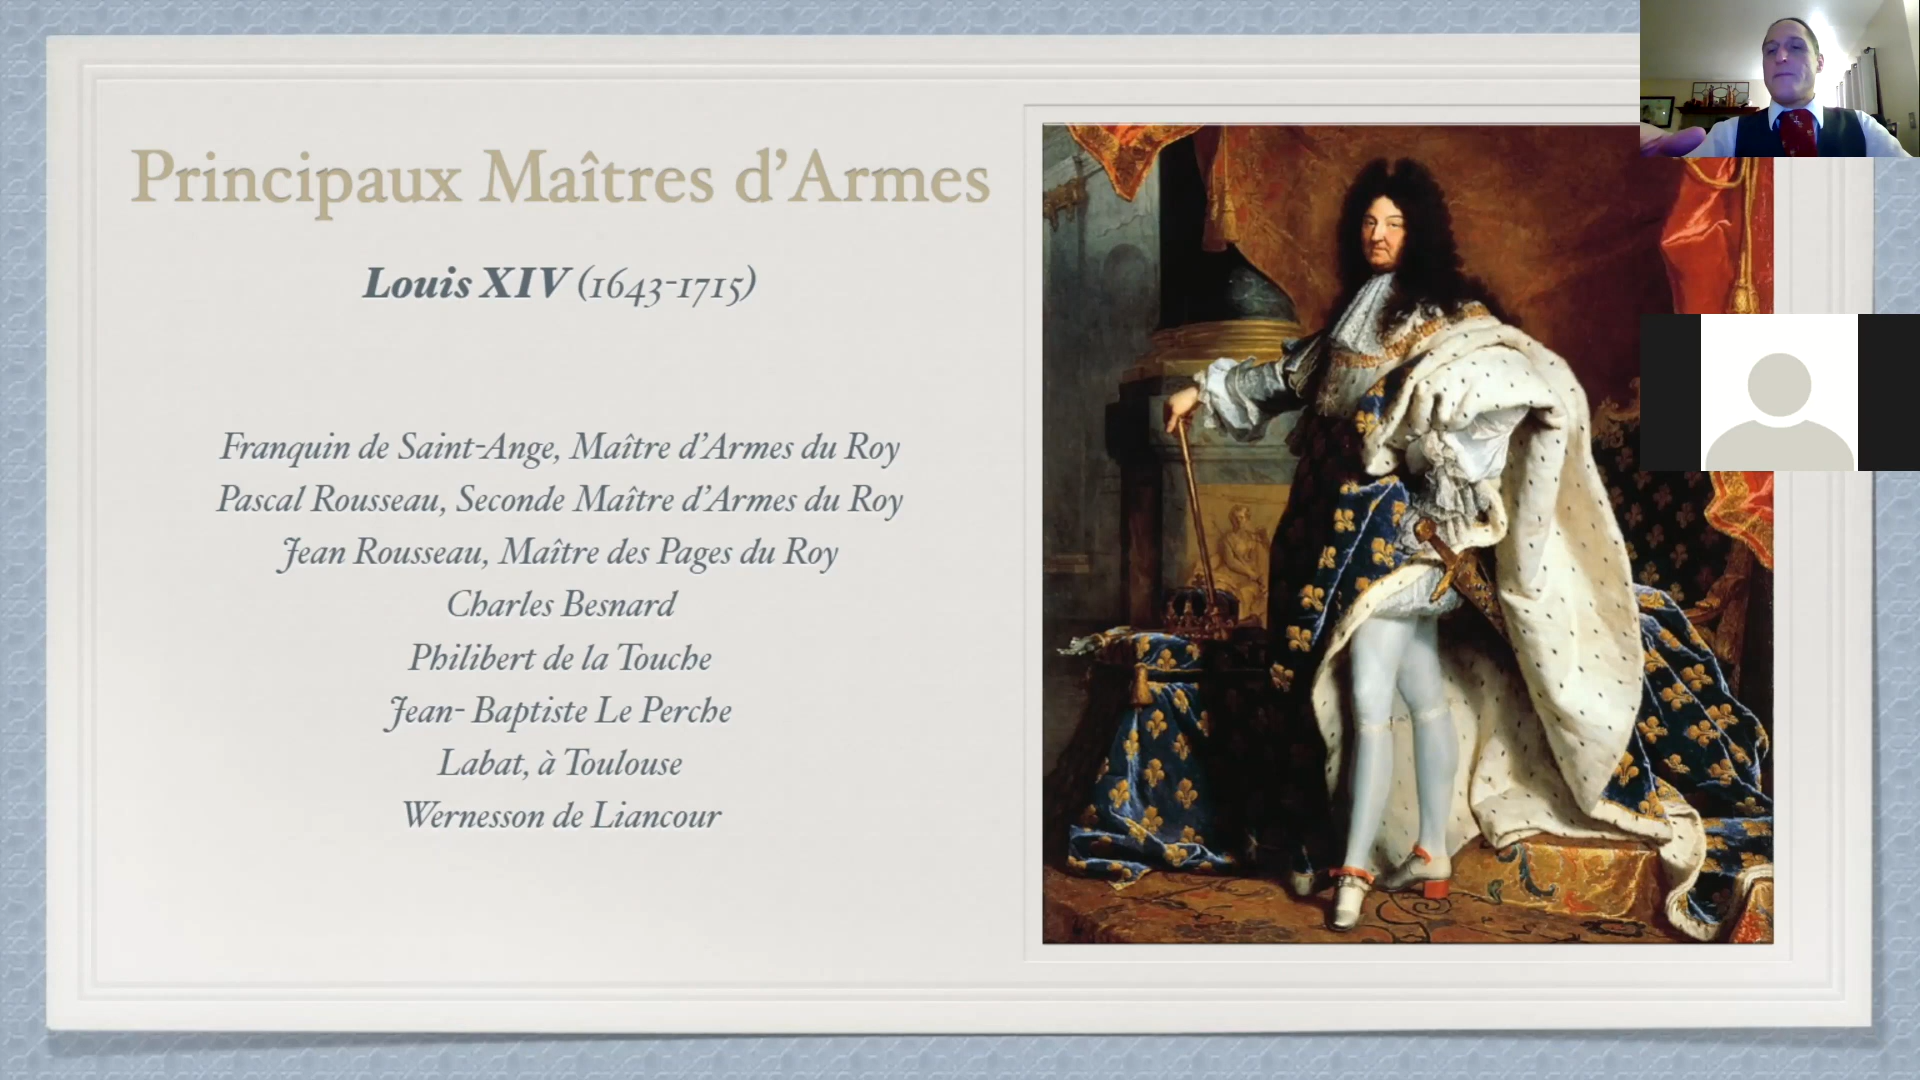 Principaux Maîtres d’Armes
Louis XIV (1643-1715)
Franquin de Saint-Ange, Maître d’Armes du Roy
Pascal Rousseau, Seconde Maître d’Armes du Roy
Jean Rousseau, Maître des Pages du Roy
Charles Besnard
Philibert de la Touche
Jean- Baptiste Le Perche
Labat, à Toulouse
Wernesson de Liancour